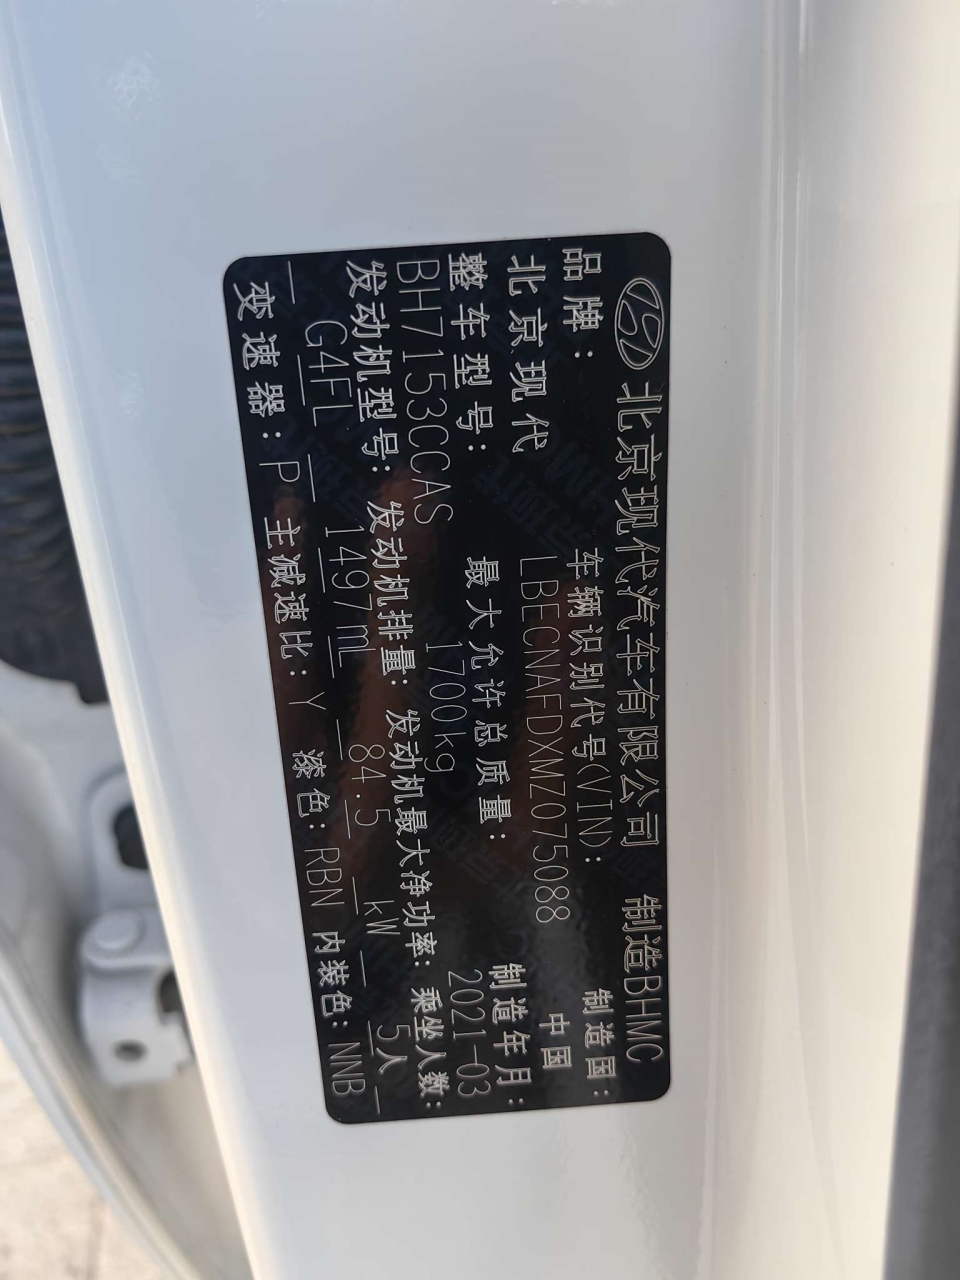 北京现代汽车有限公司 制造BHMC
品牌: 车辆识别代号(VIN): 制造国:
北京现代 LBECNAFDXMZ075088 中国
整车型号: 最大允许总质量: 制造年月:
BH7153CCAS 1700kg 2021-03
发动机型号: 发动机排量: 发动机最大净功率: 乘坐人数:
G4FL 1497mL 84.5 kW 5人
变速器: P 主减速比: Y 漆色: RBN 内装色: NNB